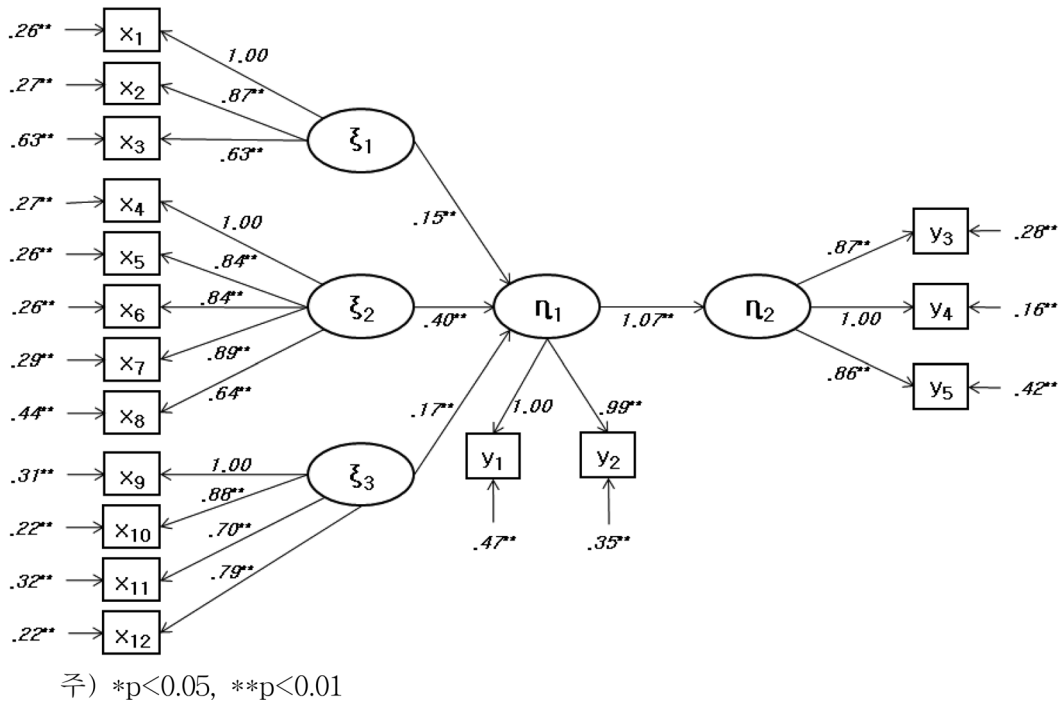 .26** x1 1.00
.27** x2 .87**
.63** x3 .63**
ξ1
.15**
.27** x4 1.00
.26** x5 .84**
.26** x6 .84**
.29** x7 .89**
.44** x8 .64**
ξ2 .40** η1 1.07** η2
.87** y3 .28**
1.00 y4 .16**
.86** y5 .42**
.17** 1.00 .99**
y1 y2
.47** .35**
.31** x9 1.00
ξ3
.22** x10 .88**
.32** x11 .70**
.22** x12 .79**
주) *p<0.05, **p<0.01